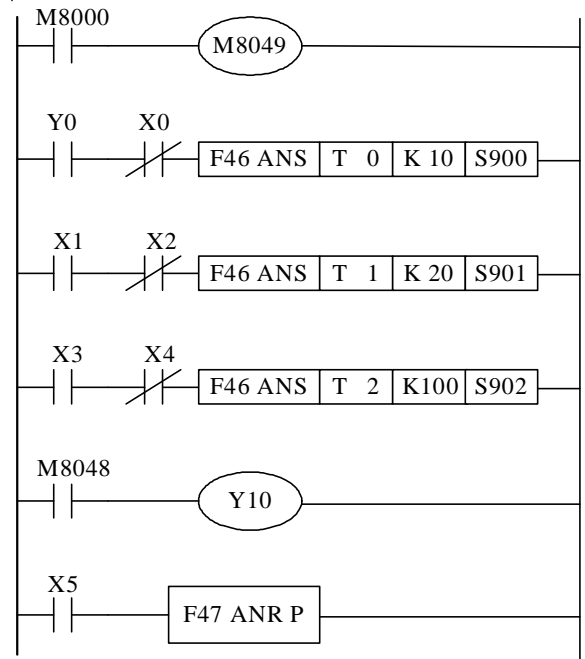 M8000
M8049
Y0 X0
F46 ANS T 0 K 10 S900
X1 X2
F46 ANS T 1 K 20 S901
X3 X4
F46 ANS T 2 K100 S902
M8048
Y10
X5
F47 ANR P